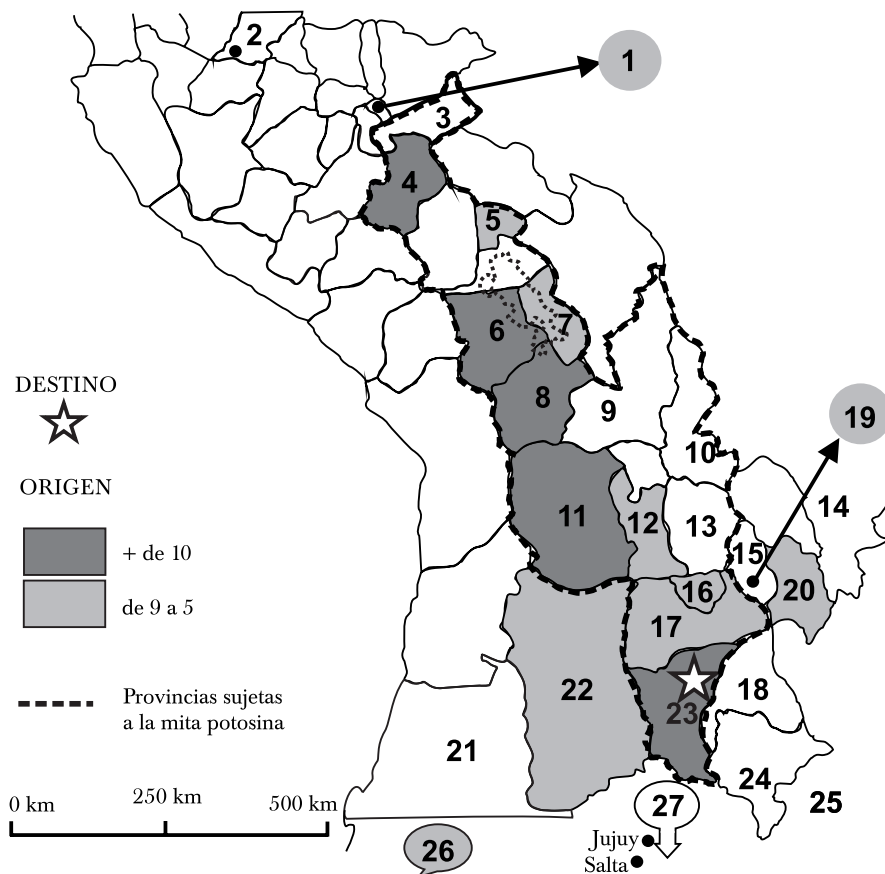 2
1
3
4
5
6
7
8
9
10
DESTINO
19
ORIGEN
11
12
13
14
15
+ de 10
16
20
de 9 a 5
17
18
22
23
Provincias sujetas
a la mita potosina
21
24
25
0 km
250 km
500 km
27
26
Jujuy
Salta